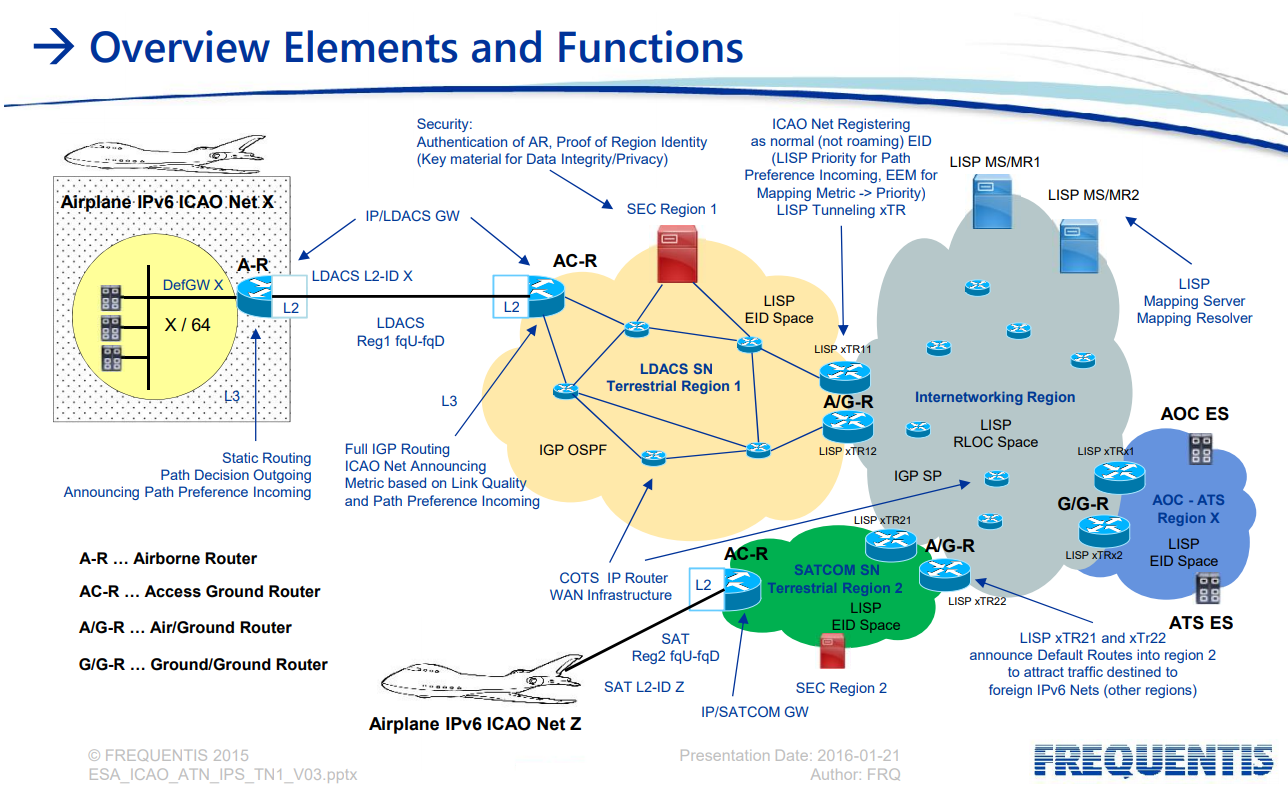 Overview Elements and Functions
Security:
Authentication of AR, Proof of Region Identity
(Key material for Data Integrity/Privacy)
ICAO Net Registering
as normal (not roaming) EID
(LISP Priority for Path
Preference Incoming, EEM for
Mapping Metric -> Priority)
LISP Tunneling xTR
LISP MS/MR1
LISP MS/MR2
Airplane IPv6 ICAO Net X
IP/LDACS GW
SEC Region 1
A-R
DefGW X
X / 64
L2
LDACS L2-ID X
LDACS
Reg1 fqU-fqD
L2
AC-R
LISP
EID Space
LISP
Mapping Server
Mapping Resolver
LDACS SN
Terrestrial Region 1
LISP xTR11
A/G-R
LISP xTR12
Internetworking Region
LISP
RLOC Space
IGP SP
L3
L3
IGP OSPF
Static Routing
Path Decision Outgoing
Announcing Path Preference Incoming
Full IGP Routing
ICAO Net Announcing
Metric based on Link Quality
and Path Preference Incoming
AOC ES
LISP xTRx1
G/G-R
LISP xTRx2
AOC - ATS
Region X
LISP
EID Space
ATS ES
A-R … Airborne Router
AC-R … Access Ground Router
A/G-R … Air/Ground Router
G/G-R … Ground/Ground Router
COTS IP Router
WAN Infrastructure
AC-R
L2
LISP xTR21
A/G-R
LISP xTR22
SATCOM SN
Terrestrial Region 2
LISP
EID Space
SAT
Reg2 fqU-fqD
SAT L2-ID Z
SEC Region 2
IP/SATCOM GW
LISP xTR21 and xTr22
announce Default Routes into region 2
to attract traffic destined to
foreign IPv6 Nets (other regions)
Airplane IPv6 ICAO Net Z
© FREQUENTIS 2015
ESA_ICAO_ATN_IPS_TN1_V03.pptx
Presentation Date: 2016-01-21
Author: FRQ
FREQUENTIS